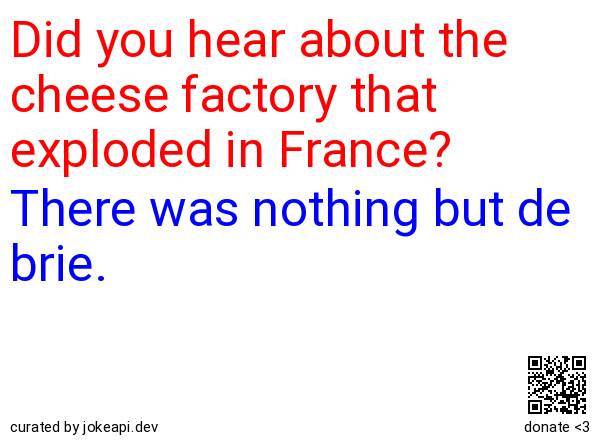 Did you hear about the
cheese factory that
exploded in France?
There was nothing but de
brie.
curated by jokeapi.dev
donate <3